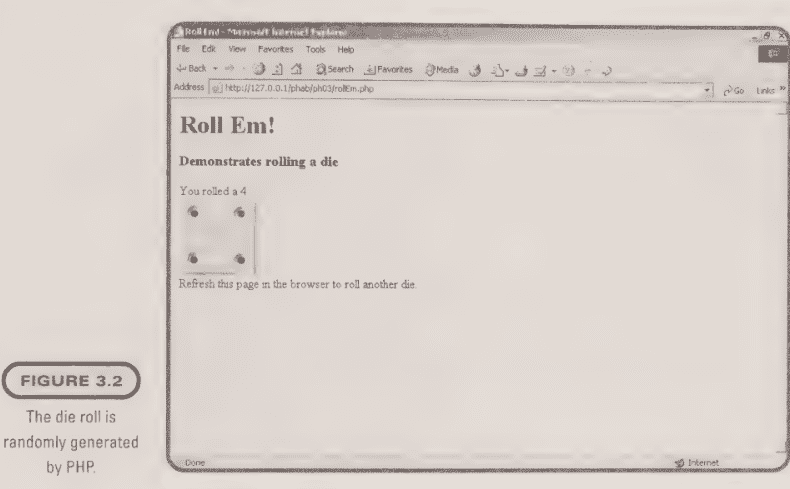 Roll Em! - Microsoft Internet Explorer
File Edit View Favorites Tools Help
Back Search Favorites Media
Address http://127.0.0.1/phab/ph03/rollEm.php Go Links »
Roll Em!
Demonstrates rolling a die
You rolled a 4
Refresh this page in the browser to roll another die.
Done Internet
FIGURE 3.2
The die roll is
randomly generated
by PHP.